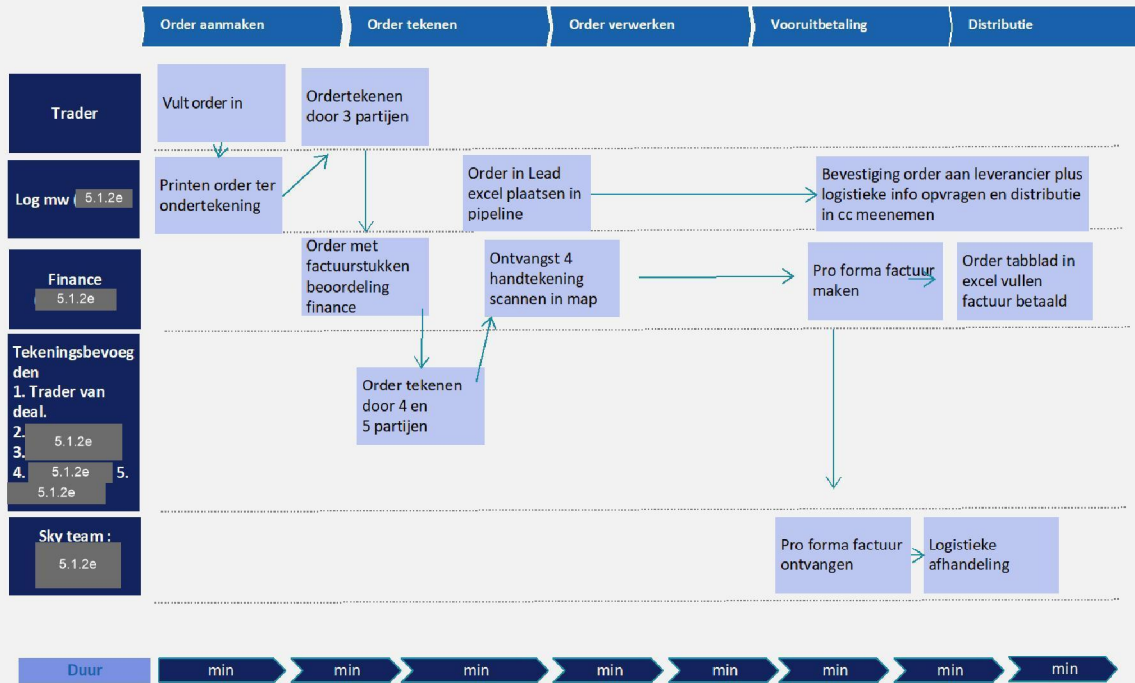 Order aanmaken
Order tekenen
Order verwerken
Vooruitbetaling
Distributie
Trader
Vult order in
Ordertekenen
door 3 partijen
Log mw ( 5.1.2e
Printen order ter
ondertekening
Order in Lead
excel plaatsen in
pipeline
Bevestiging order aan leverancier plus
logistieke info opvragen en distributie
in cc meenemen
Finance
( 5.1.2e
Order met
factuurstukken
beoordeling
finance
Ontvangst 4
handtekening
scannen in map
Pro forma factuur
maken
Order tabblad in
excel vullen
factuur betaald
Tekeningsbevoeg
den
1. Trader van
deal.
2.
5.1.2e
3.
4. 5.1.2e 5.
5.1.2e
Order tekenen
door 4 en
5 partijen
Sky team :
5.1.2e
Pro forma factuur
ontvangen
Logistieke
afhandeling
Duur
min
min
min
min
min
min
min
min